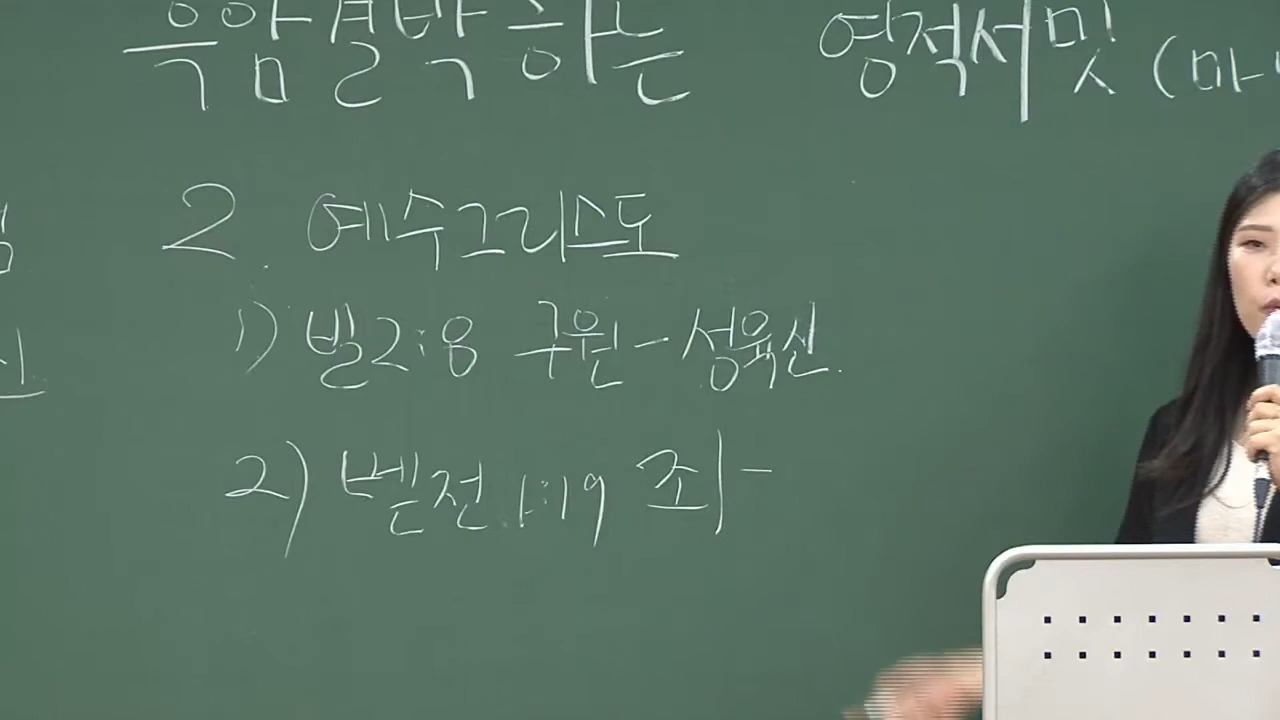 흑암결박하는 영적서밋 (마
2. 예수그리스도
1) 빌2:8 구원-성육신.
2) 벧전 1:19 죄-